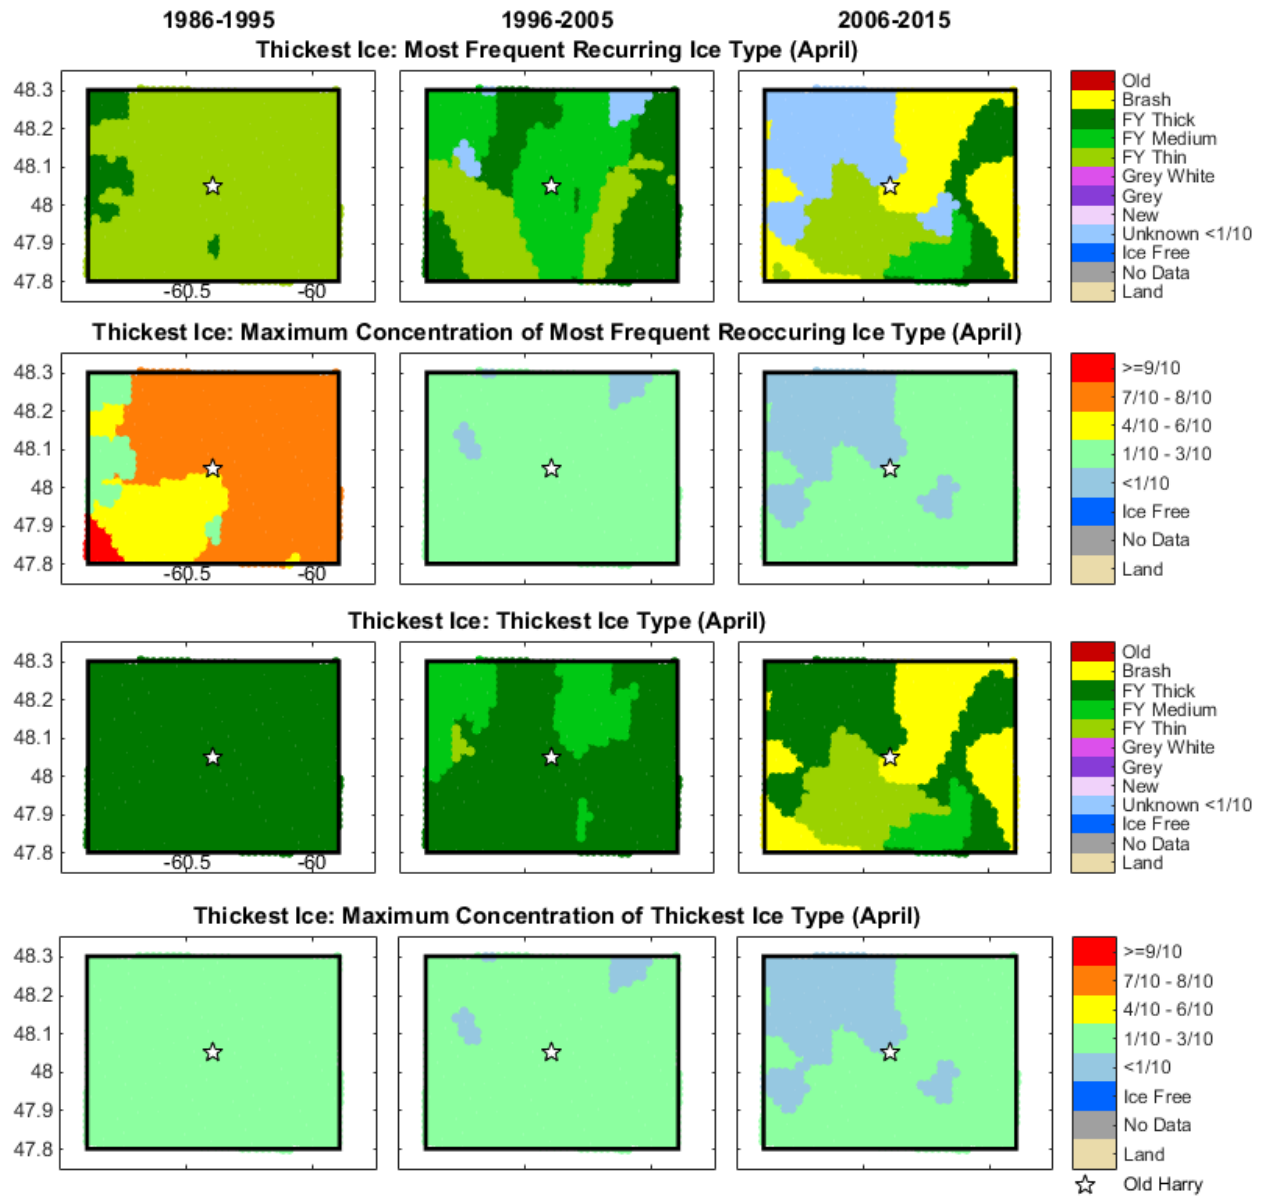 1986-1995 1996-2005 2006-2015
Thickest Ice: Most Frequent Recurring Ice Type (April)
48.3
48.2
48.1
48
47.9
47.8
-60.5 -60
Old
Brash
FY Thick
FY Medium
FY Thin
Grey White
Grey
New
Unknown <1/10
Ice Free
No Data
Land
Thickest Ice: Maximum Concentration of Most Frequent Reoccuring Ice Type (April)
48.3
48.2
48.1
48
47.9
47.8
-60.5 -60
>=9/10
7/10 - 8/10
4/10 - 6/10
1/10 - 3/10
<1/10
Ice Free
No Data
Land
Thickest Ice: Thickest Ice Type (April)
48.3
48.2
48.1
48
47.9
47.8
-60.5 -60
Old
Brash
FY Thick
FY Medium
FY Thin
Grey White
Grey
New
Unknown <1/10
Ice Free
No Data
Land
Thickest Ice: Maximum Concentration of Thickest Ice Type (April)
48.3
48.2
48.1
48
47.9
47.8
>=9/10
7/10 - 8/10
4/10 - 6/10
1/10 - 3/10
<1/10
Ice Free
No Data
Land
Old Harry